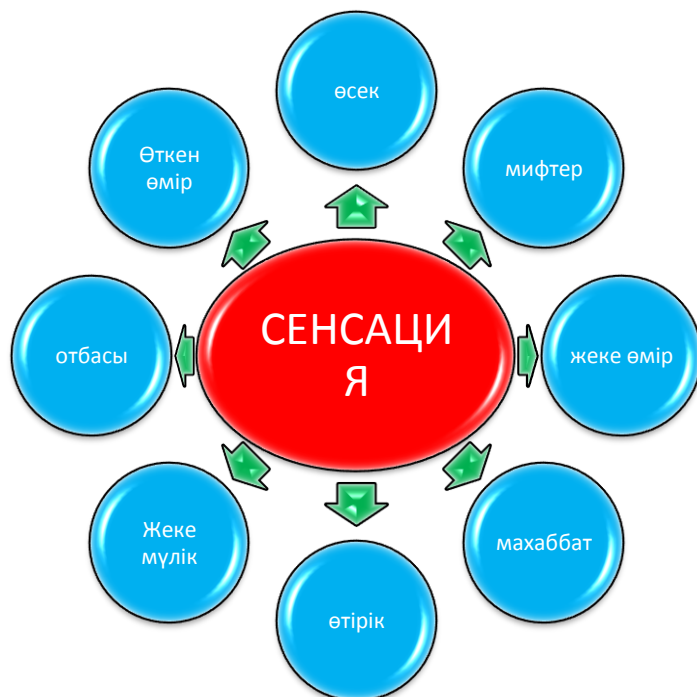 өсек
мифтер
жеке өмір
махаббат
өтірік
Жеке
мүлік
отбасы
Өткен
өмір
СЕНСАЦИ
Я